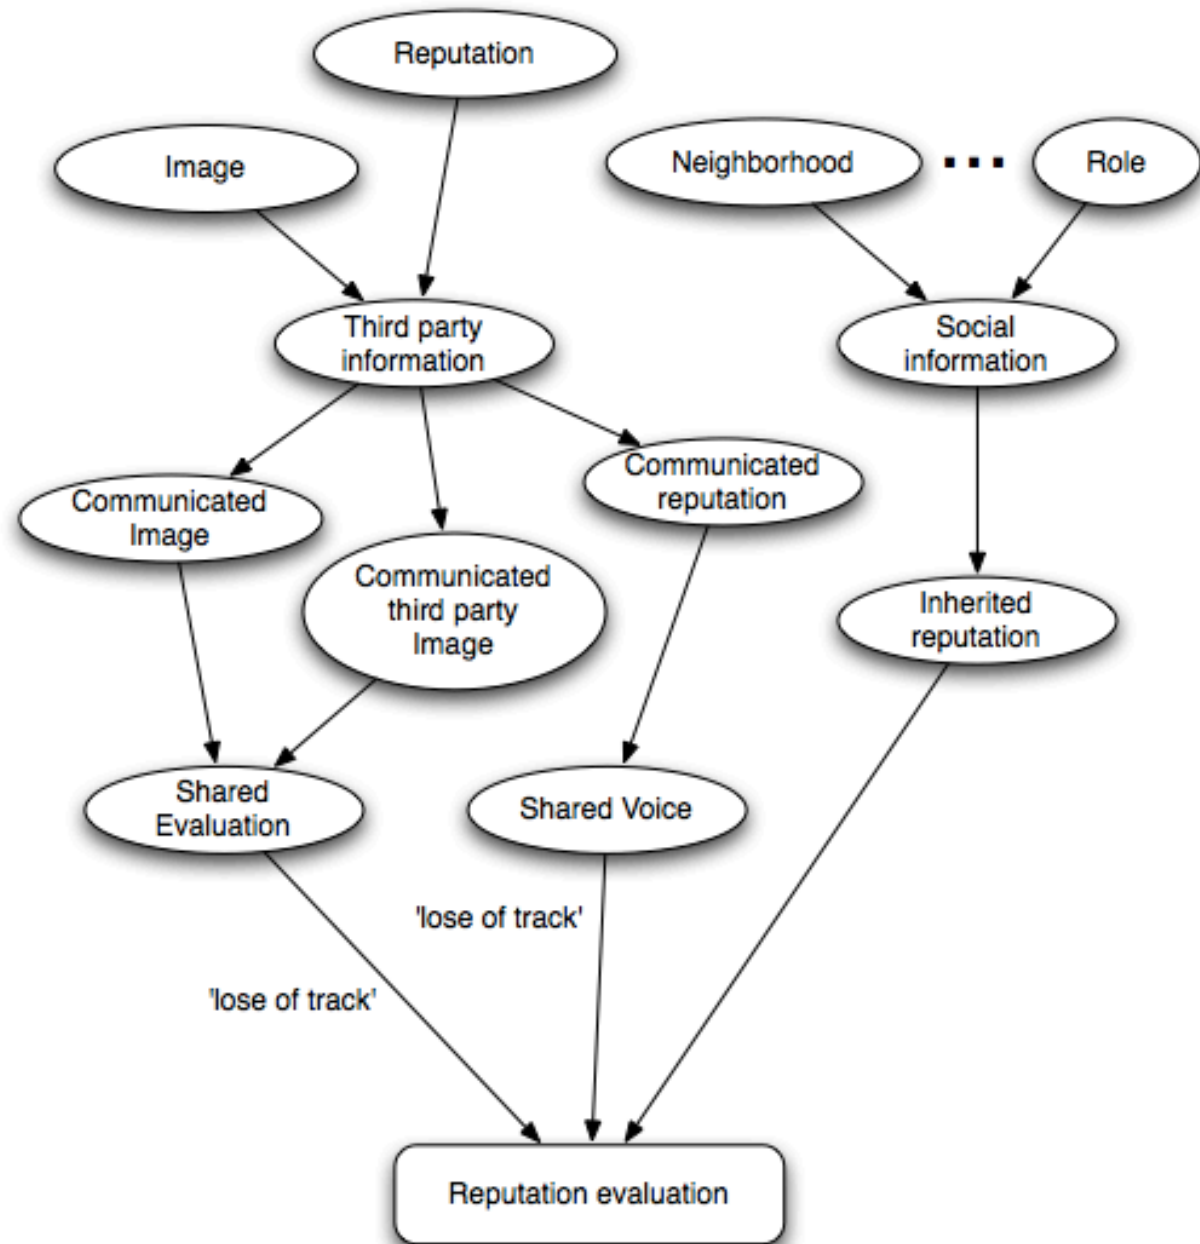 Reputation
Image
Neighborhood
Role
Third party
information
Social
information
Communicated
Image
Communicated
third party
Image
Communicated
reputation
Inherited
reputation
Shared
Evaluation
Shared Voice
'lose of track'
'lose of track'
Reputation evaluation